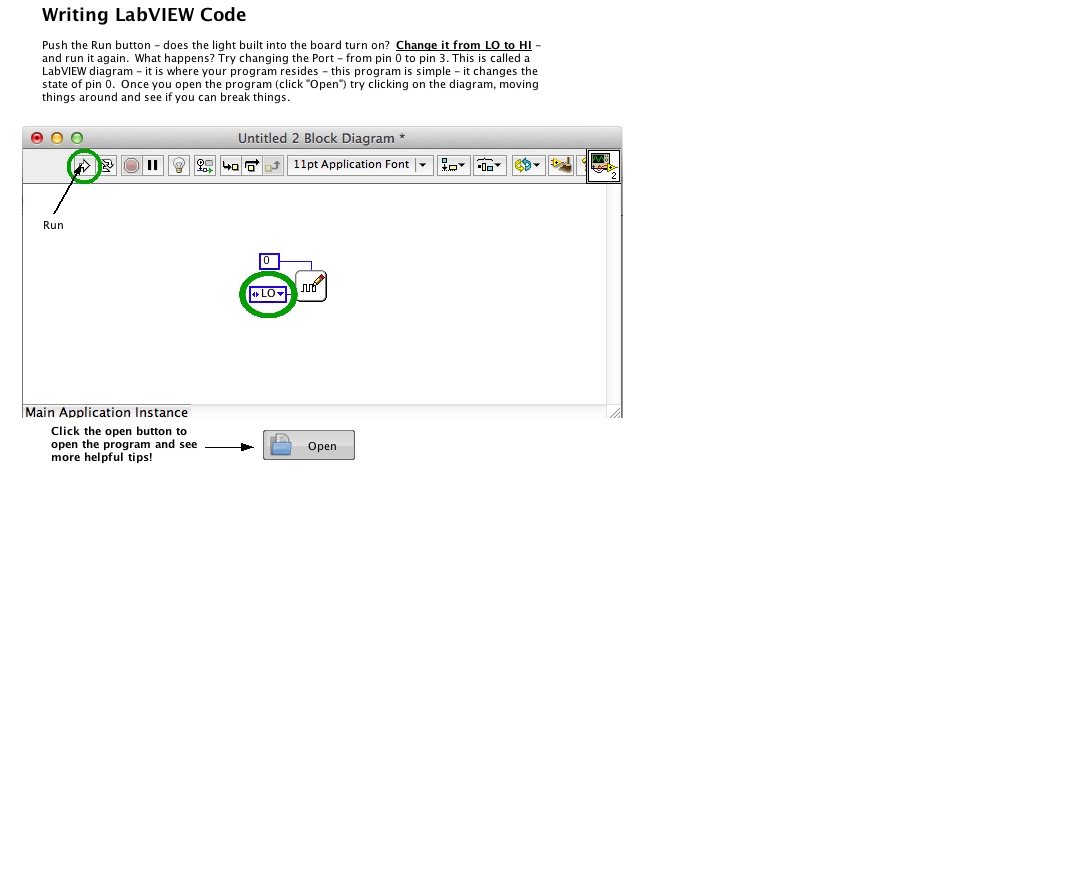 Writing LabVIEW Code
Push the Run button – does the light built into the board turn on?  Change it from LO to HI –
and run it again.  What happens? Try changing the Port – from pin 0 to pin 3. This is called a
LabVIEW diagram – it is where your program resides – this program is simple – it changes the
state of pin 0.  Once you open the program (click "Open") try clicking on the diagram, moving
things around and see if you can break things.
Untitled 2 Block Diagram *
11pt Application Font
2
Run
0
LO
Main Application Instance
Click the open button to
open the program and see
more helpful tips!
Open